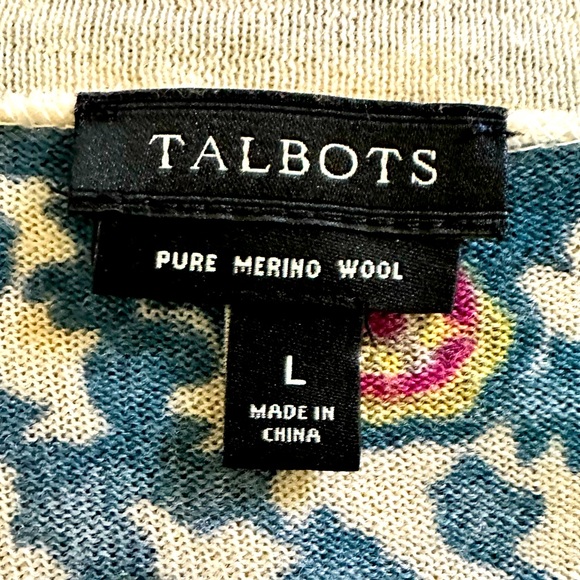 TALBOTS
PURE MERINO WOOL
L
MADE IN
CHINA